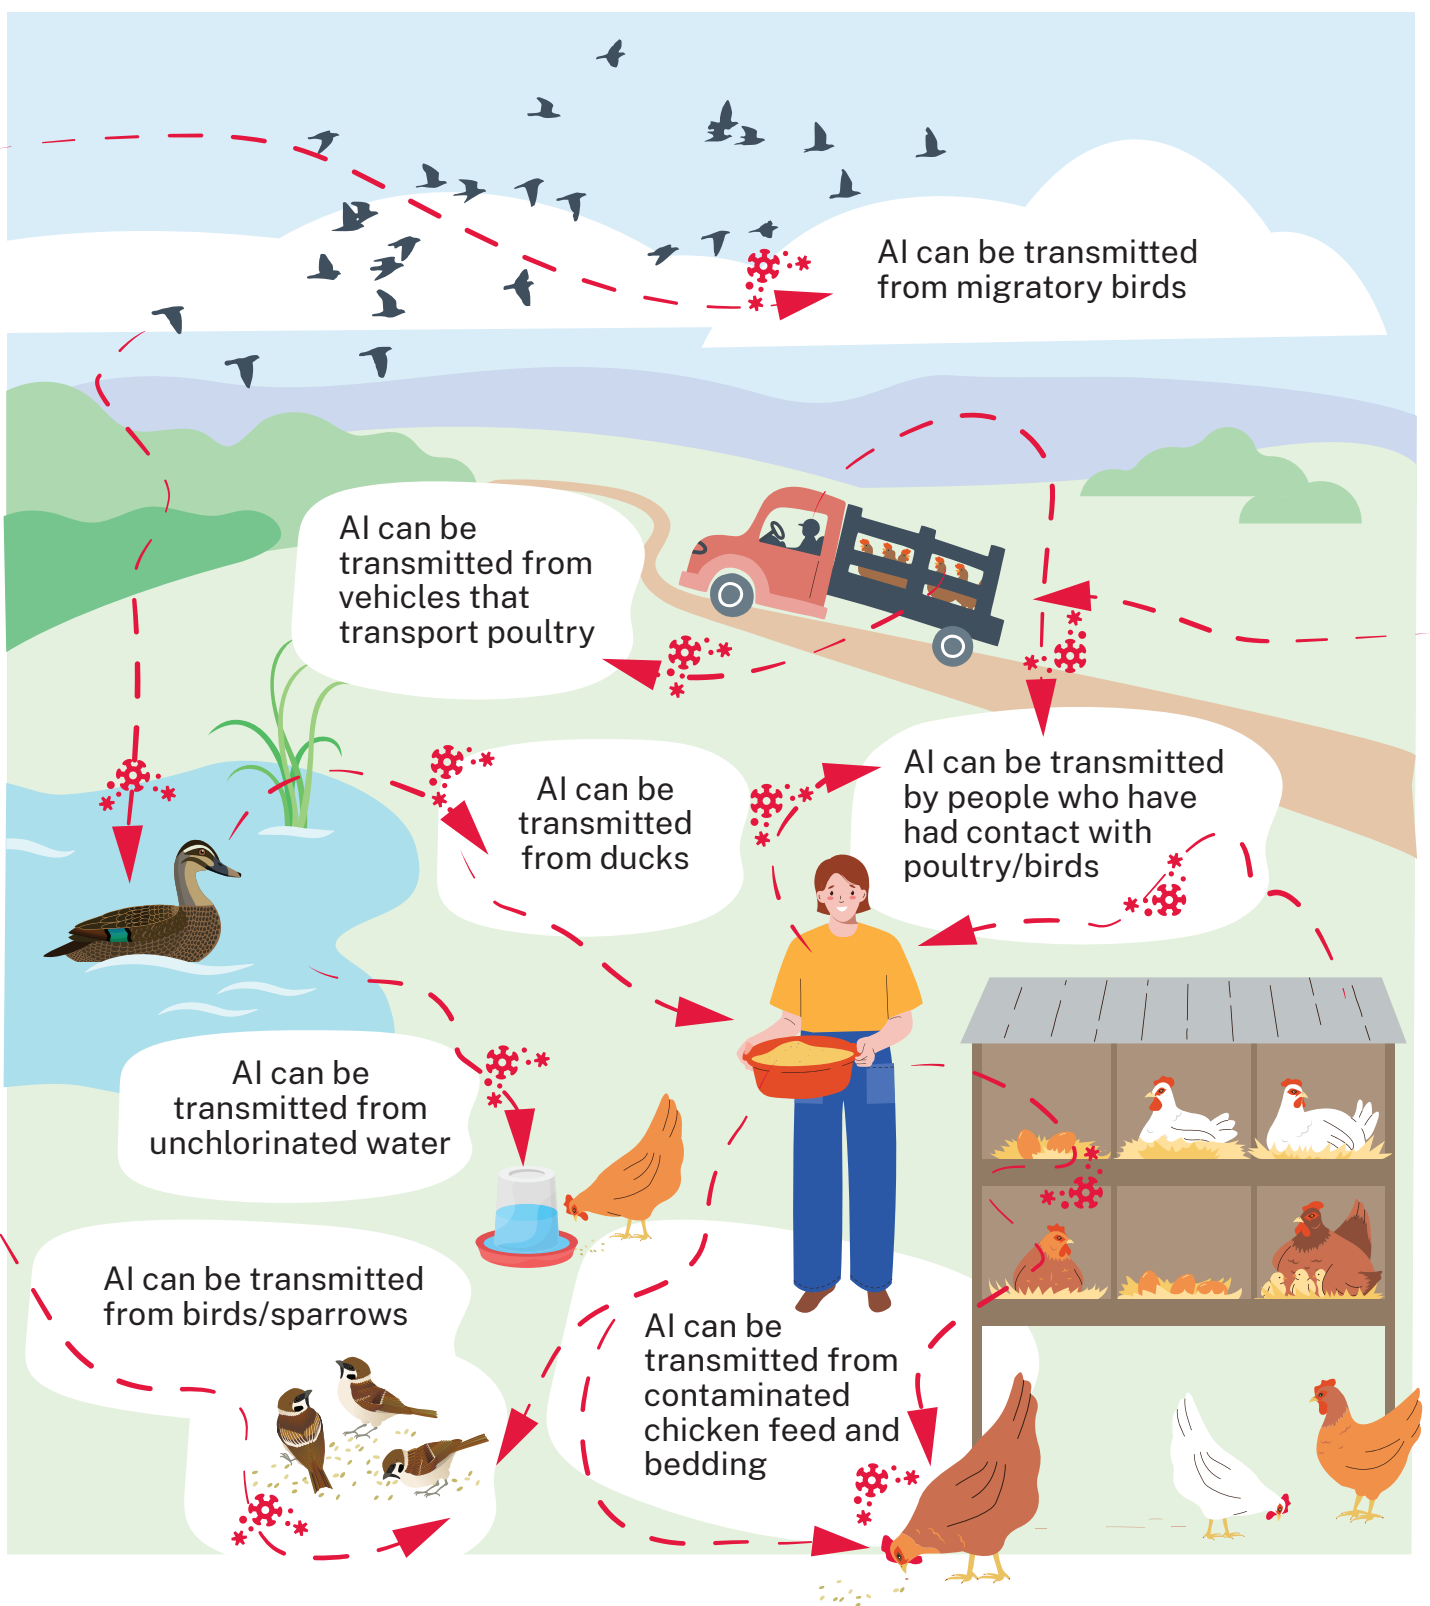 AI can be transmitted
from migratory birds
AI can be
transmitted from
vehicles that
transport poultry
AI can be
transmitted
from ducks
AI can be transmitted
by people who have
had contact with
poultry/birds
AI can be
transmitted from
unchlorinated water
AI can be transmitted
from birds/sparrows
AI can be
transmitted from
contaminated
chicken feed and
bedding